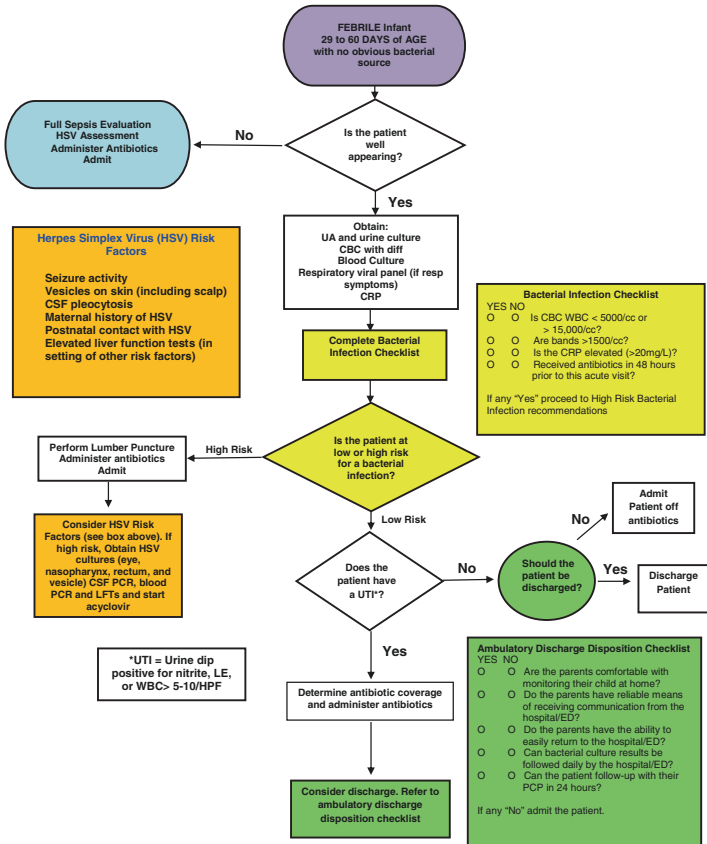 FEBRILE Infant
29 to 60 DAYS of AGE
with no obvious bacterial
source
Full Sepsis Evaluation
HSV Assessment
Administer Antibiotics
Admit
No
Is the patient
well
appearing?
Yes
Obtain:
UA and urine culture
CBC with diff
Blood Culture
Respiratory viral panel (if resp
symptoms)
CRP
Herpes Simplex Virus (HSV) Risk
Factors
Seizure activity
Vesicles on skin (including scalp)
CSF pleocytosis
Maternal history of HSV
Postnatal contact with HSV
Elevated liver function tests (in
setting of other risk factors)
Complete Bacterial
Infection Checklist
Bacterial Infection Checklist
YES NO
O O Is CBC WBC < 5000/cc or
> 15,000/cc?
O O Are bands >1500/cc?
O O Is the CRP elevated (>20mg/L)?
O O Received antibiotics in 48 hours
prior to this acute visit?
If any "Yes" proceed to High Risk Bacterial
Infection recommendations
Is the patient at
low or high risk
for a bacterial
infection?
High Risk
Perform Lumber Puncture
Administer antibiotics
Admit
Consider HSV Risk
Factors (see box above). If
high risk, Obtain HSV
cultures (eye,
nasopharynx, rectum, and
vesicle) CSF PCR, blood
PCR and LFTs and start
acyclovir
Low Risk
Does the
patient have
a UTI*?
No
Should the
patient be
discharged?
No
Admit
Patient off
antibiotics
Yes
Discharge
Patient
Yes
*UTI = Urine dip
positive for nitrite, LE,
or WBC> 5-10/HPF
Determine antibiotic coverage
and administer antibiotics
Consider discharge. Refer to
ambulatory discharge
disposition checklist
Ambulatory Discharge Disposition Checklist
YES NO
O O Are the parents comfortable with
monitoring their child at home?
O O Do the parents have reliable means
of receiving communication from the
hospital/ED?
O O Do the parents have the ability to
easily return to the hospital/ED?
O O Can bacterial culture results be
followed daily by the hospital/ED?
O O Can the patient follow-up with their
PCP in 24 hours?
If any "No" admit the patient.